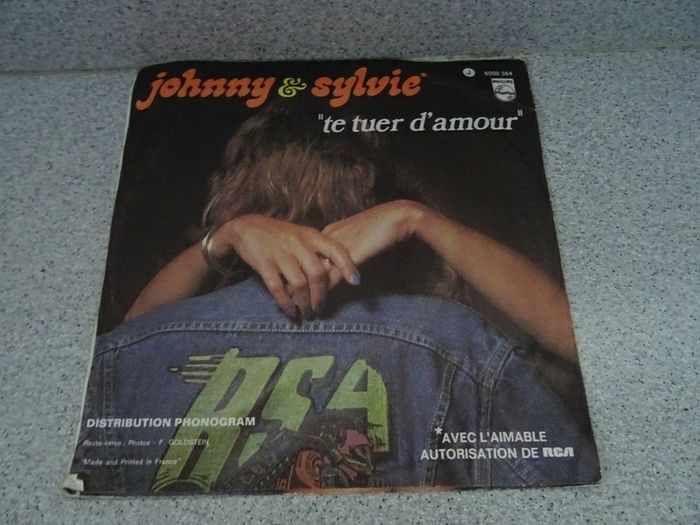 johnny & sylvie*
J 6009 384
PHILIPS
"te tuer d'amour"
RSA
DISTRIBUTION PHONOGRAM
Recto-verso : Photos - F. GOLDSTEIN
"Made and Printed in France"
*AVEC L'AIMABLE
AUTORISATION DE RCA